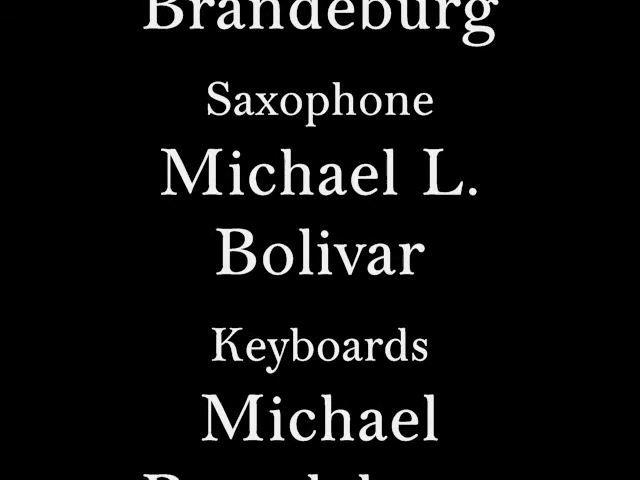 Brandeburg
Saxophone
Michael L.
Bolivar
Keyboards
Michael